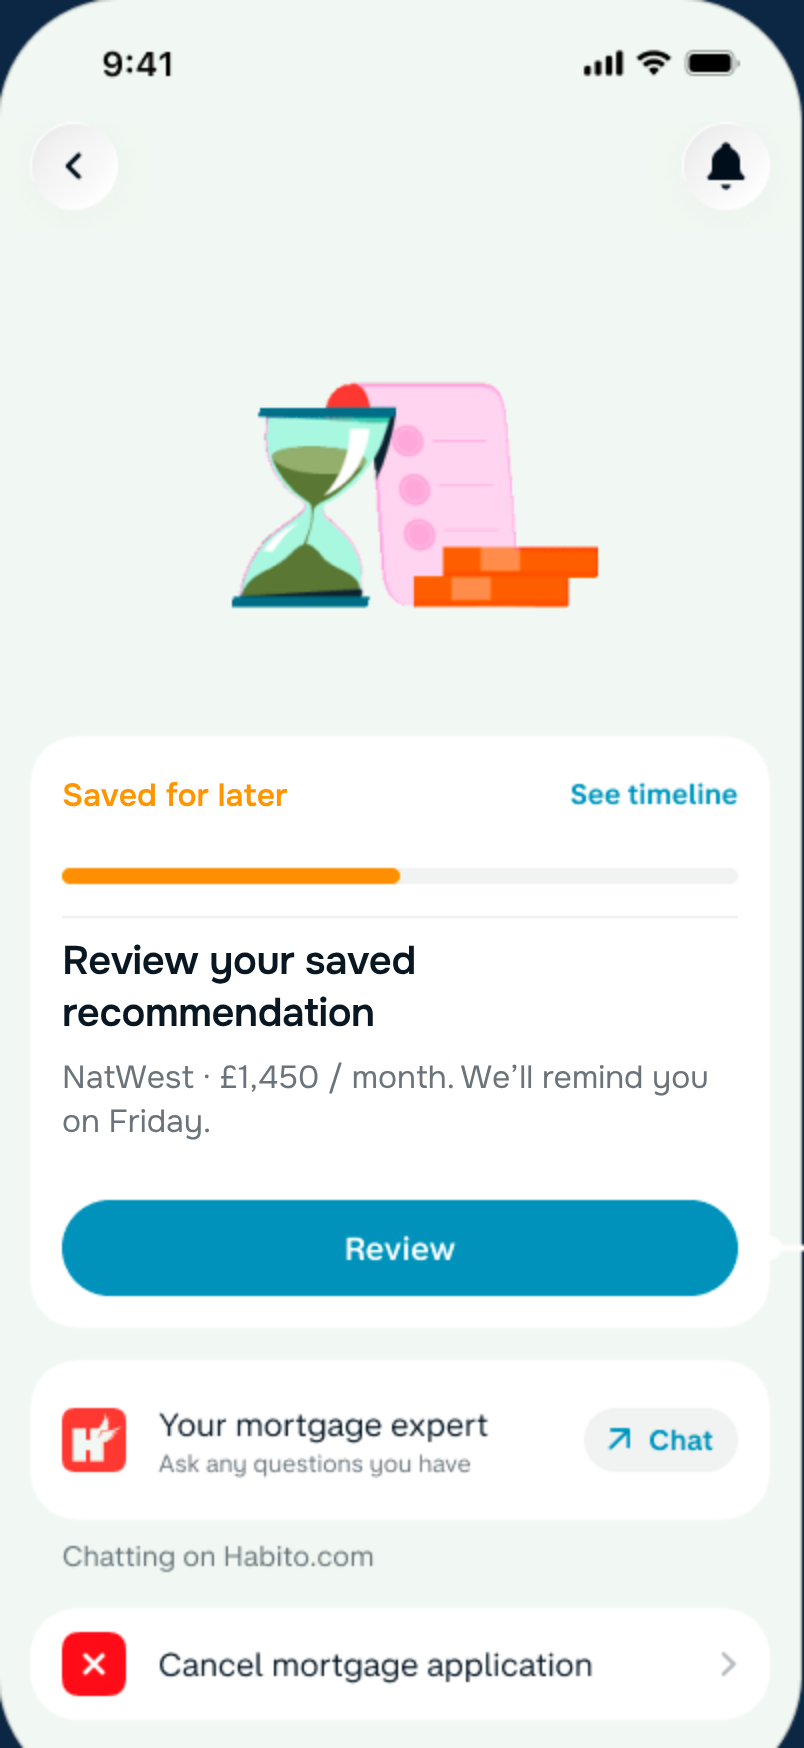 9:41
Saved for later
See timeline
Review your saved
recommendation
NatWest · £1,450 / month. We’ll remind you
on Friday.
Review
H
Your mortgage expert
Ask any questions you have
Chat
Chatting on Habito.com
Cancel mortgage application